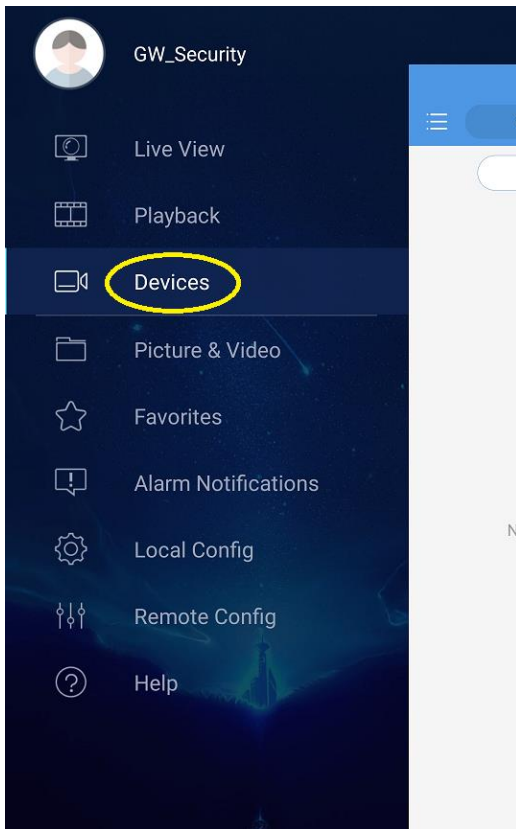 GW_Security
Live View
Playback
Devices
Picture & Video
Favorites
Alarm Notifications
Local Config
Remote Config
Help
N